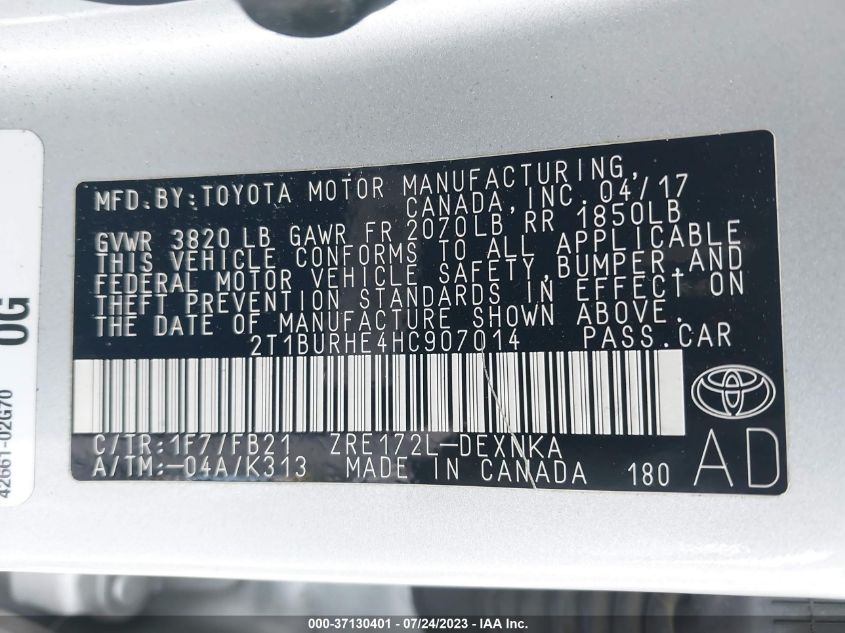 MFD.BY:TOYOTA MOTOR MANUFACTURING,
CANADA,INC. 04/17
GVWR 3820 LB GAWR FR 2070LB, RR 1850LB
THIS VEHICLE CONFORMS TO ALL APPLICABLE
FEDERAL MOTOR VEHICLE SAFETY,BUMPER,AND
THEFT PREVENTION STANDARDS IN EFFECT ON
THE DATE OF MANUFACTURE SHOWN ABOVE.
2T1BURHE4HC907014 PASS.CAR
C/TR:1F7/FB21 ZRE172L-DEXNKA
A/TM:-04A/K313 MADE IN CANADA 180
AD
0G
42661-02G70
000-37130401 - 07/24/2023 - IAA Inc.